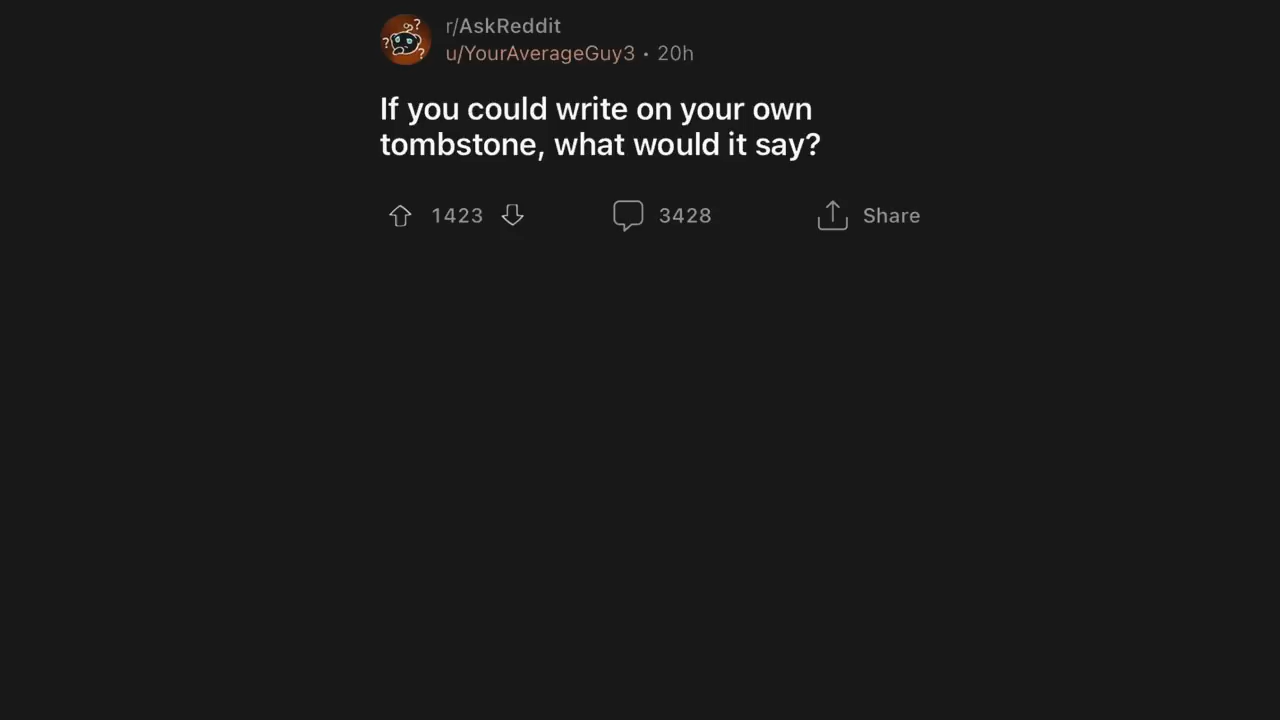 r/AskReddit
u/YourAverageGuy3 • 20h
If you could write on your own
tombstone, what would it say?
1423 3428 Share